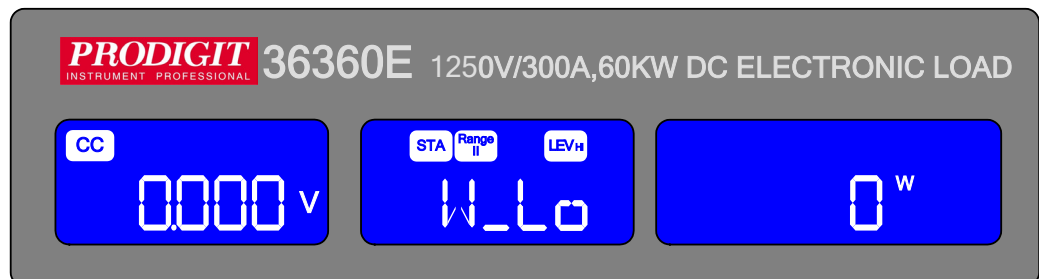 PRODIGIT
INSTRUMENT PROFESSIONAL
36360E 1250V/300A,60KW DC ELECTRONIC LOAD
CC
0.000 V
STA Range II LEV HI
W_Lo
0 W